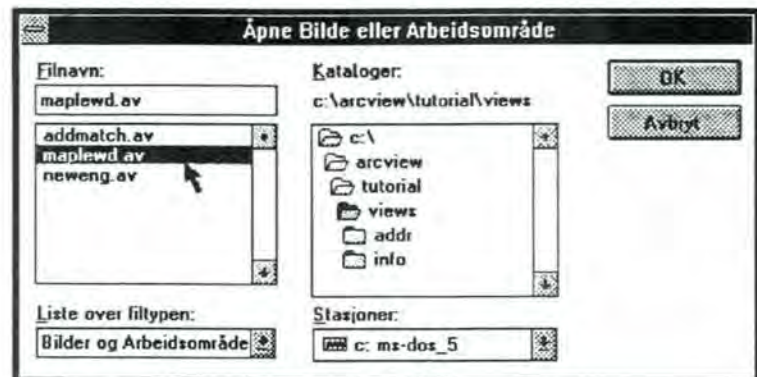 Åpne Bilde eller Arbeidsområde
Filnavn:
maplewd.av
addmatch.av
maplewd.av
neweng.av
Liste over filtypen:
Bilder og Arbeidsområde
Kataloger:
c:\arcview\tutorial\views
c:\
arcview
tutorial
views
addr
info
Stasjoner:
c: ms-dos_5
OK
Avbryt